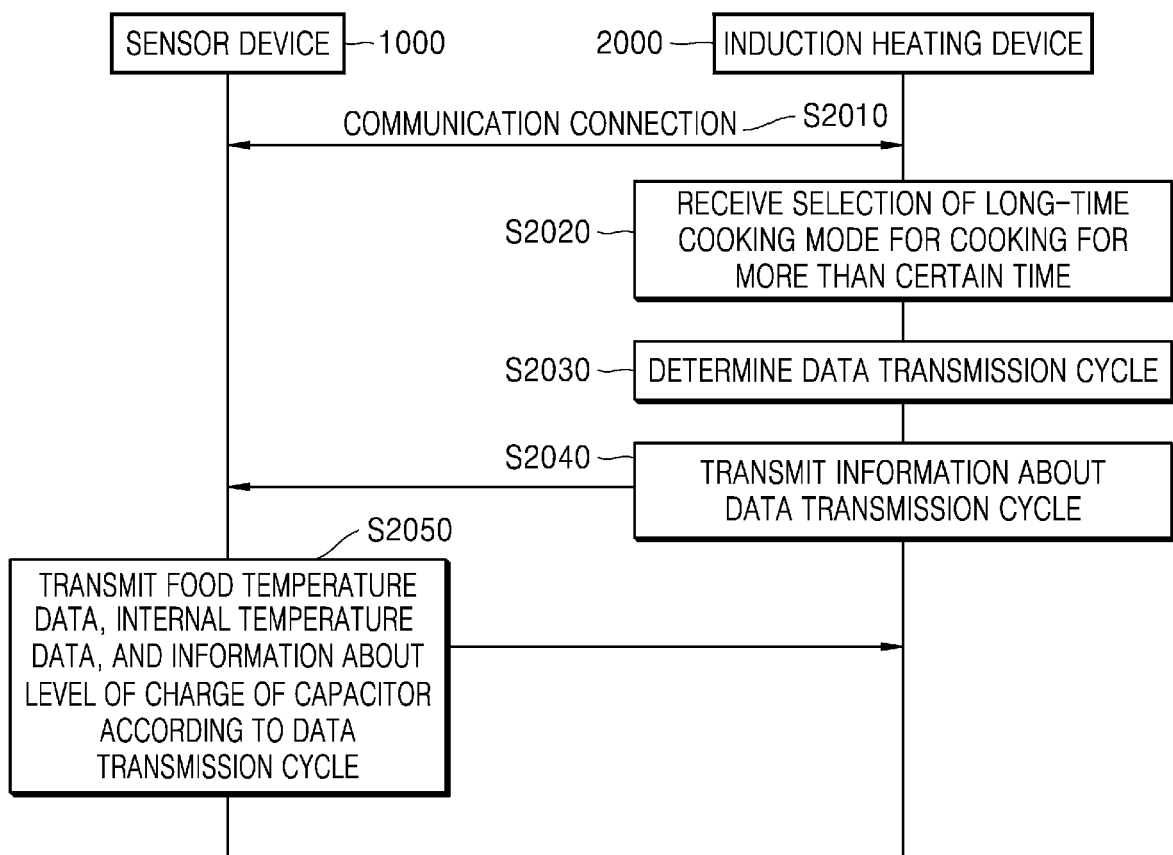 SENSOR DEVICE
1000
2000
INDUCTION HEATING DEVICE
COMMUNICATION CONNECTION
S2010
S2020
RECEIVE SELECTION OF LONG-TIME
COOKING MODE FOR COOKING FOR
MORE THAN CERTAIN TIME
S2030
DETERMINE DATA TRANSMISSION CYCLE
S2040
TRANSMIT INFORMATION ABOUT
DATA TRANSMISSION CYCLE
S2050
TRANSMIT FOOD TEMPERATURE
DATA, INTERNAL TEMPERATURE
DATA, AND INFORMATION ABOUT
LEVEL OF CHARGE OF CAPACITOR
ACCORDING TO DATA
TRANSMISSION CYCLE